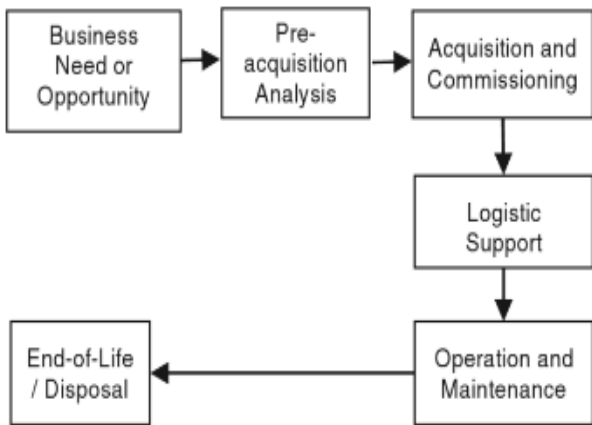 Business
Need or
Opportunity
Pre-
acquisition
Analysis
Acquisition and
Commissioning
Logistic
Support
Operation and
Maintenance
End-of-Life
/ Disposal